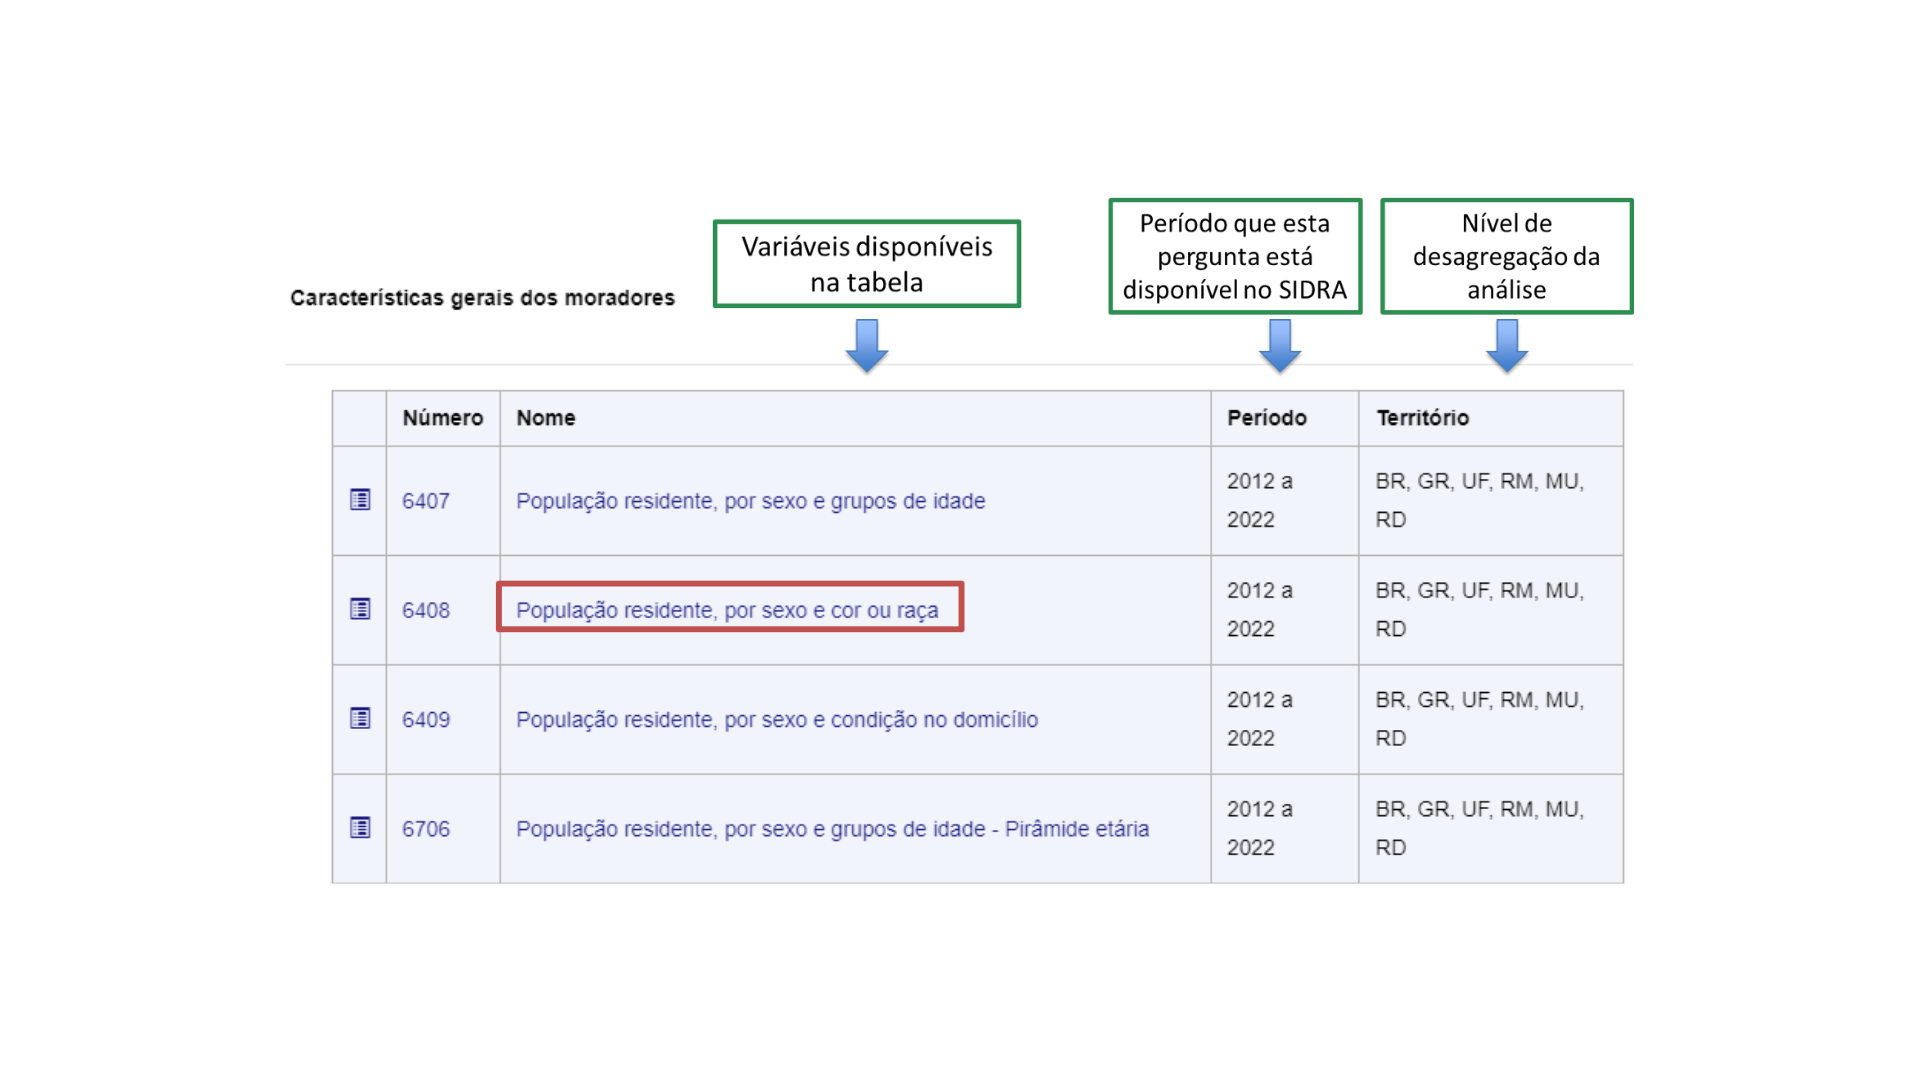 Características gerais dos moradores
Variáveis disponíveis
na tabela
Período que esta
pergunta está
disponível no SIDRA
Nível de
desagregação da
análise
Número Nome Período Território
6407 População residente, por sexo e grupos de idade 2012 a 2022 BR, GR, UF, RM, MU, RD
6408 População residente, por sexo e cor ou raça 2012 a 2022 BR, GR, UF, RM, MU, RD
6409 População residente, por sexo e condição no domicílio 2012 a 2022 BR, GR, UF, RM, MU, RD
6706 População residente, por sexo e grupos de idade - Pirâmide etária 2012 a 2022 BR, GR, UF, RM, MU, RD